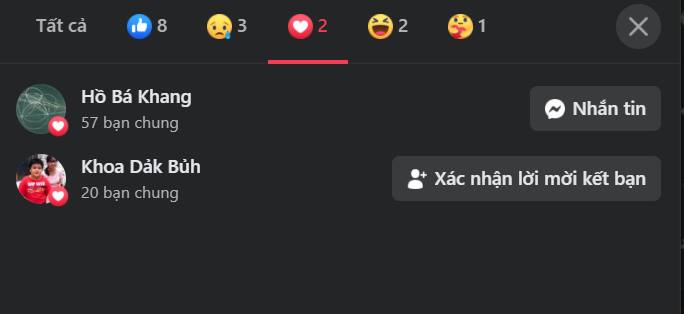 Tất cả 8 3 2 2 1
Hồ Bá Khang
57 bạn chung
Nhắn tin
Khoa Dảk Bủh
20 bạn chung
Xác nhận lời mời kết bạn